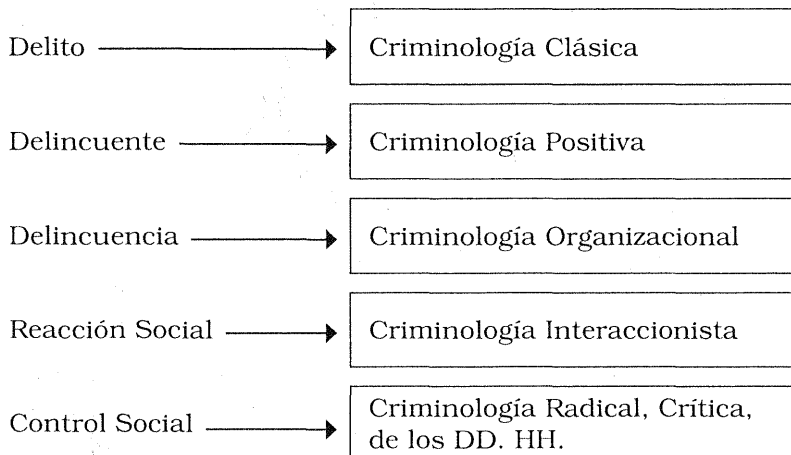 Delito
Criminología Clásica
Delincuente
Criminología Positiva
Delincuencia
Criminología Organizacional
Reacción Social
Criminología Interaccionista
Control Social
Criminología Radical, Crítica,
de los DD. HH.